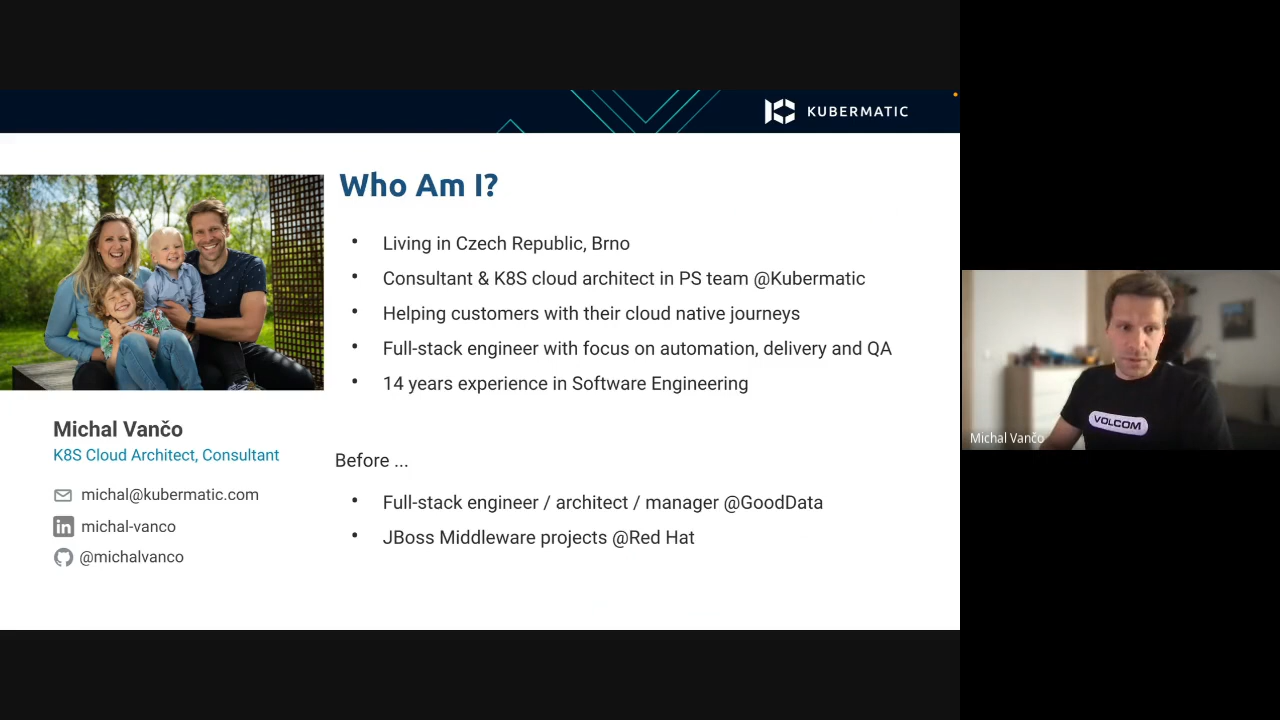 KUBERMATIC
Who Am I?
• Living in Czech Republic, Brno
• Consultant & K8S cloud architect in PS team @Kubermatic
• Helping customers with their cloud native journeys
• Full-stack engineer with focus on automation, delivery and QA
• 14 years experience in Software Engineering
Michal Vančo
K8S Cloud Architect, Consultant
michal@kubermatic.com
in michal-vanco
@michalvanco
Before ...
• Full-stack engineer / architect / manager @GoodData
• JBoss Middleware projects @Red Hat
VOLCOM
Michal Vančo